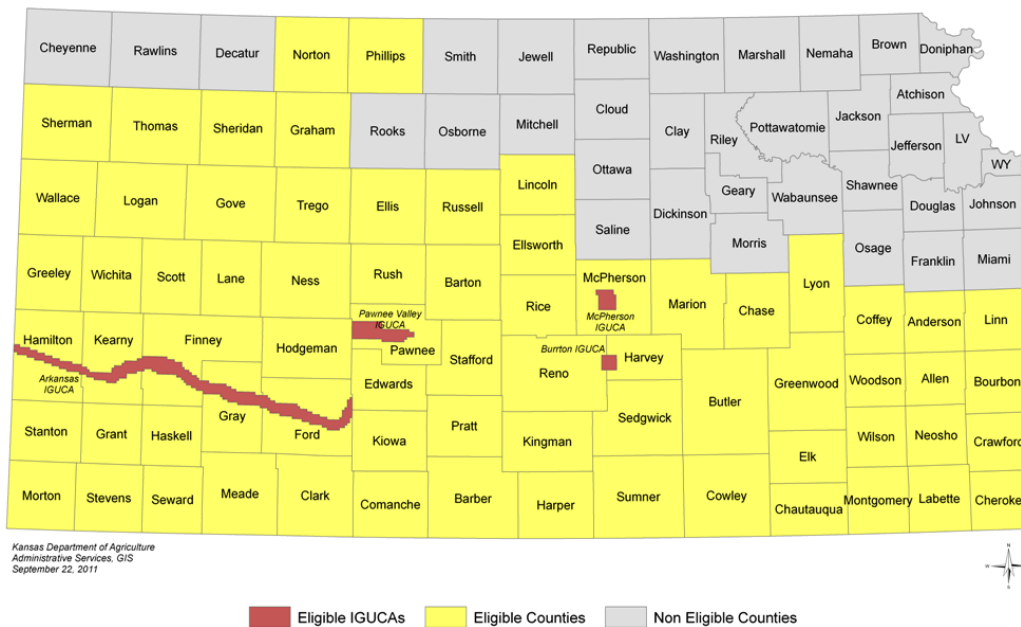 Cheyenne
Rawlins
Decatur
Norton
Phillips
Smith
Jewell
Republic
Washington
Marshall
Nemaha
Brown
Doniphan
Sherman
Thomas
Sheridan
Graham
Rooks
Osborne
Mitchell
Cloud
Clay
Riley
Pottawatomie
Jackson
Atchison
Jefferson
LV
WY
Wallace
Logan
Gove
Trego
Ellis
Russell
Lincoln
Ottawa
Dickinson
Geary
Wabaunsee
Shawnee
Douglas
Johnson
Ellsworth
Saline
Morris
Osage
Franklin
Miami
Greeley
Wichita
Scott
Lane
Ness
Rush
Barton
Rice
McPherson
McPherson
IGUCA
Marion
Chase
Lyon
Coffey
Anderson
Linn
Hamilton
Kearny
Finney
Hodgeman
Pawnee Valley
IGUCA
Pawnee
Stafford
Reno
Burrton IGUCA
Harvey
Butler
Greenwood
Woodson
Allen
Bourbon
Arkansas
IGUCA
Gray
Ford
Edwards
Sedgwick
Stanton
Grant
Haskell
Kiowa
Pratt
Kingman
Elk
Wilson
Neosho
Crawford
Morton
Stevens
Seward
Meade
Clark
Comanche
Barber
Harper
Sumner
Cowley
Chautauqua
Montgomery
Labette
Cheroke
Kansas Department of Agriculture
Administrative Services, GIS
September 22, 2011
N
W
S
Eligible IGUCAs
Eligible Counties
Non Eligible Counties